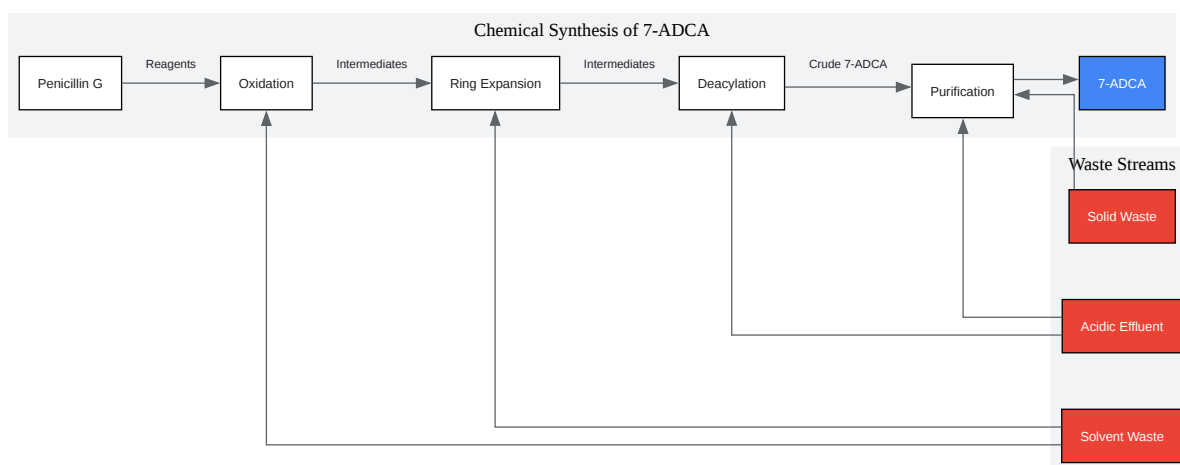 Chemical Synthesis of 7-ADCA
Penicillin G
Reagents
Oxidation
Intermediates
Ring Expansion
Intermediates
Deacylation
Crude 7-ADCA
Purification
7-ADCA
Waste Streams
Solid Waste
Acidic Effluent
Solvent Waste